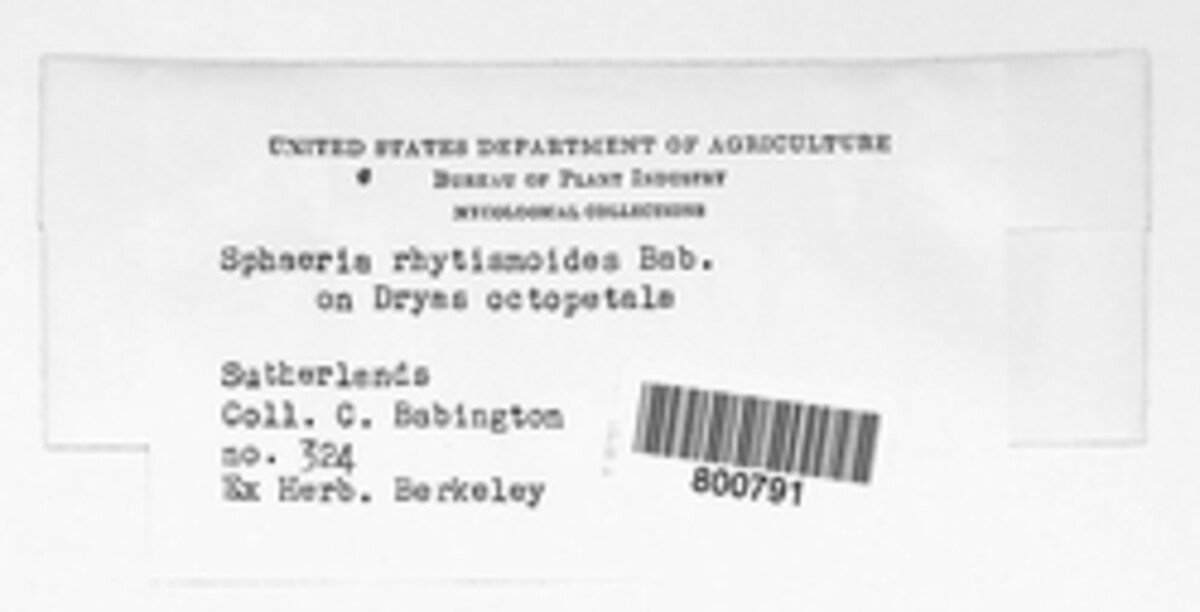 UNITED STATES DEPARTMENT OF AGRICULTURE
BUREAU OF PLANT INDUSTRY
MYCOLOGICAL COLLECTIONS
Sphaeria rhytismoides Bab.
on Dryas octopetala
Sutherlands
Coll. C. Babington
no. 324
Ex Herb. Berkeley
800791